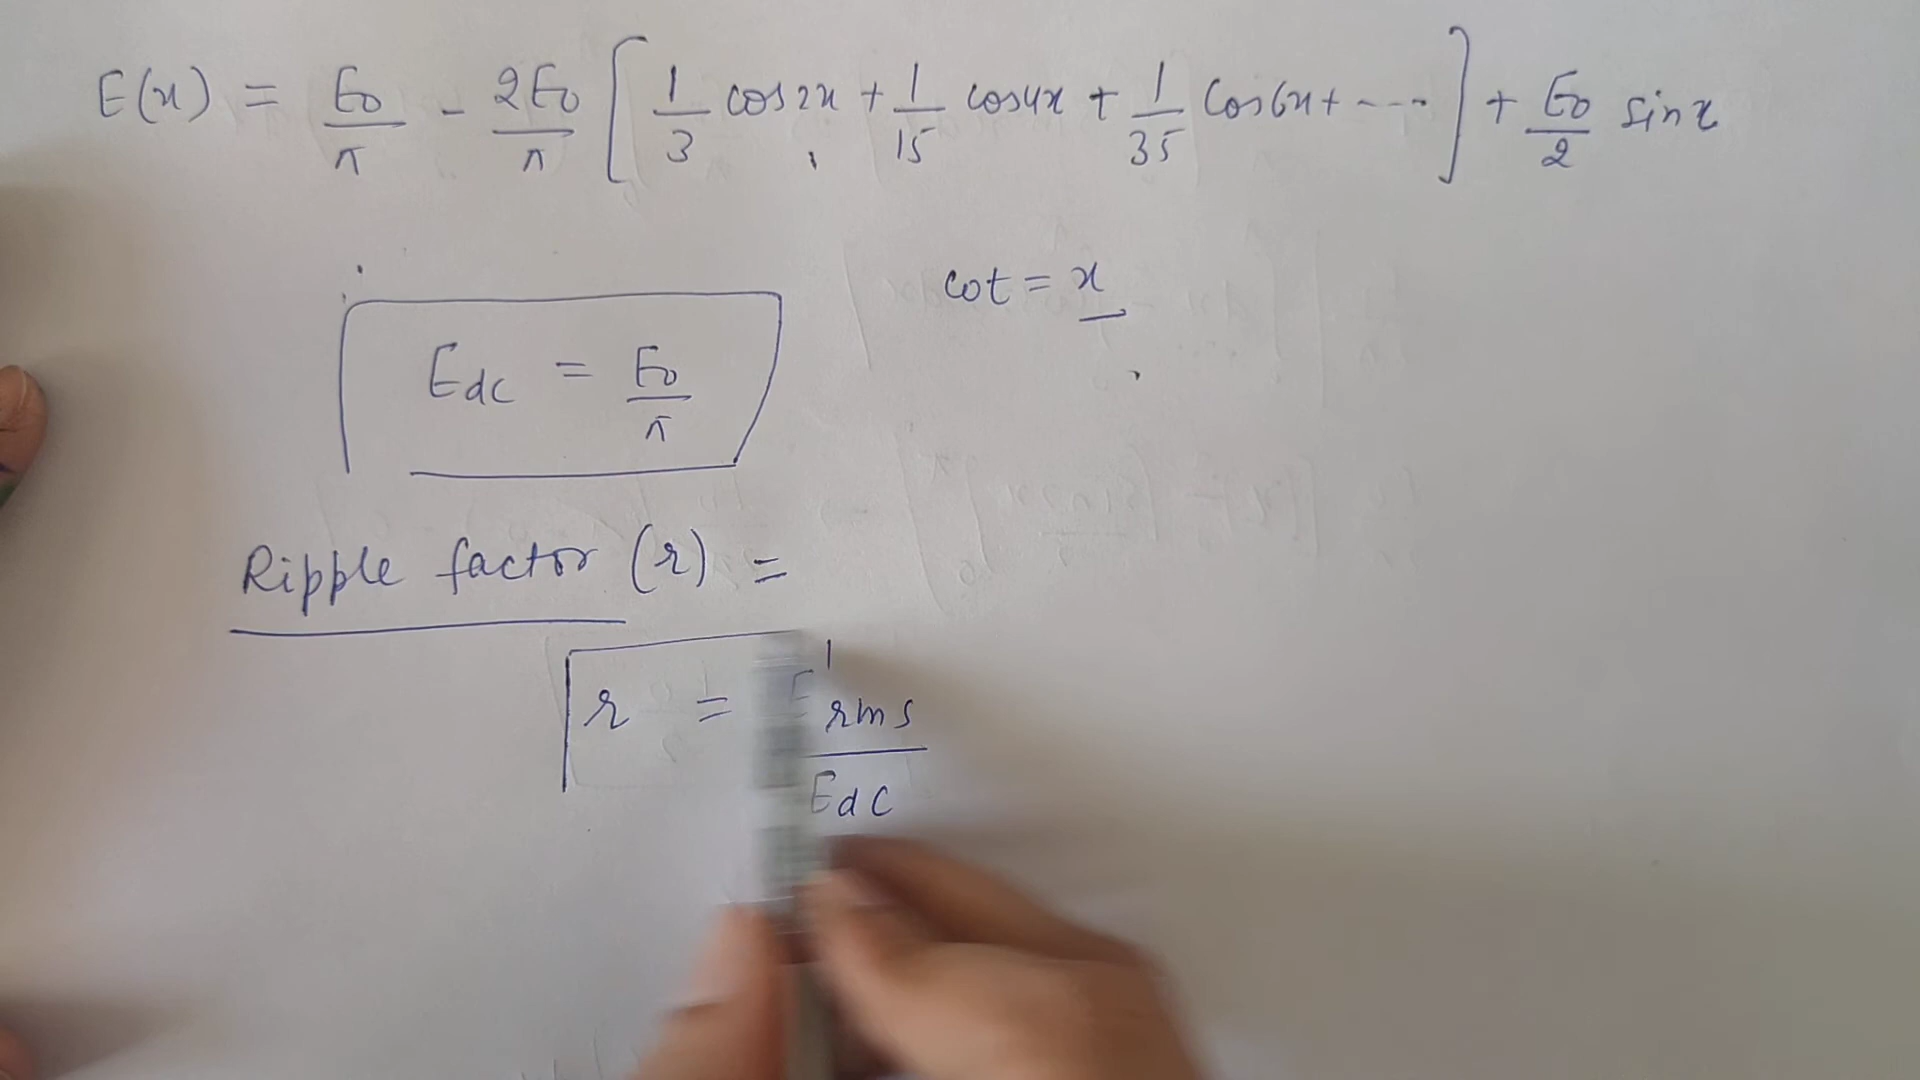 E(x) = E₀/π - 2E₀/π [ 1/3 cos2x + 1/15 cos4x + 1/35 cos6x + ---- ] + E₀/2 sinx
ωt = x
Edc = E₀/π
Ripple factor (r) =
r = E'rms / Edc